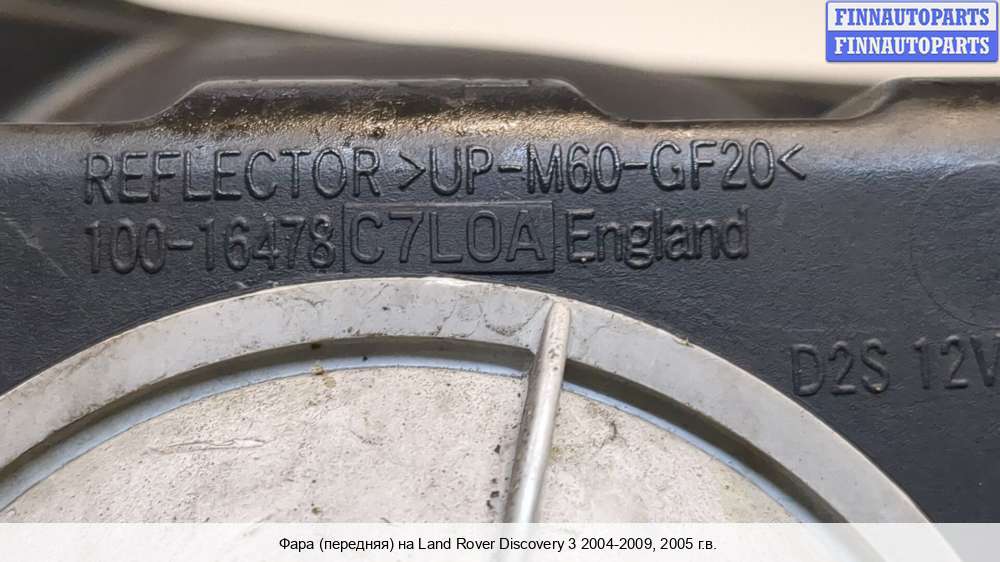 FINNAUTOPARTS
FINNAUTOPARTS
REFLECTOR >UP-M60-GF20<
100-16478 C7LOA England
D2S 12V
Фара (передняя) на Land Rover Discovery 3 2004-2009, 2005 г.в.